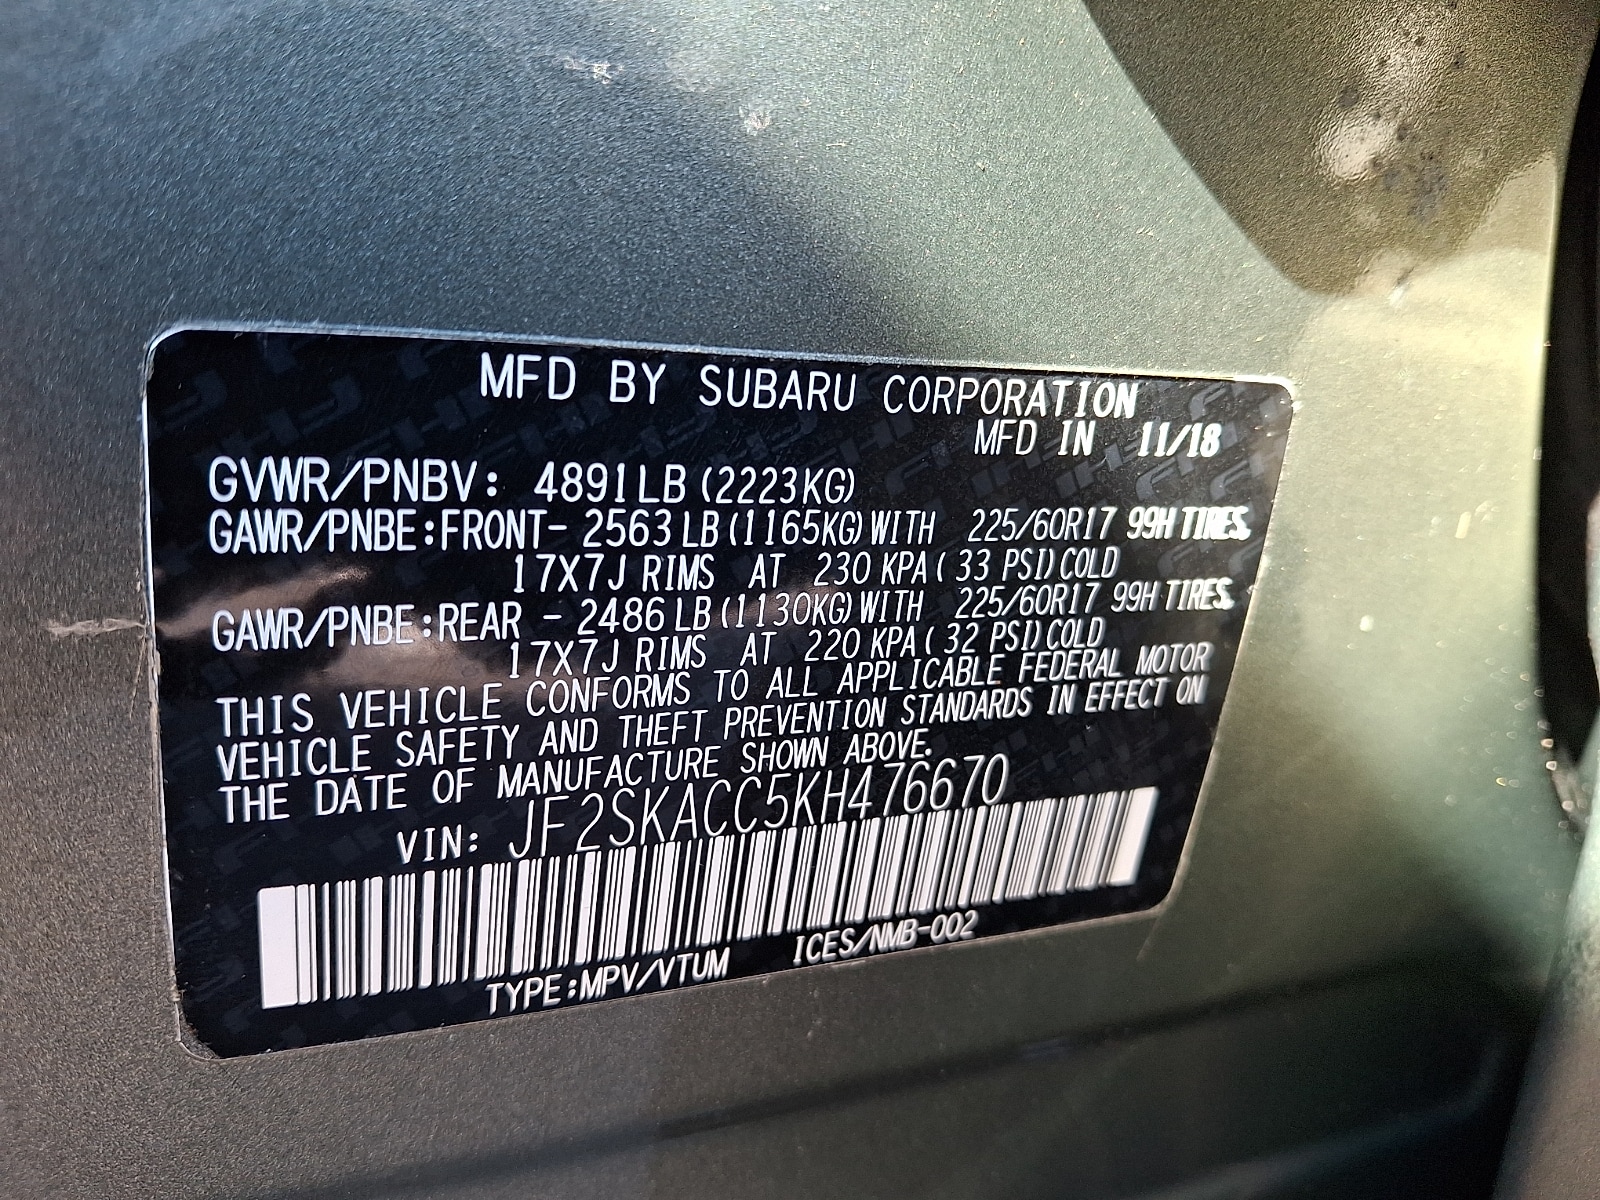 MFD BY SUBARU CORPORATION
MFD IN 11/18
GVWR/PNBV: 4891LB (2223KG)
GAWR/PNBE:FRONT- 2563LB (1165KG) WITH 225/60R17 99H TIRES.
17X7J RIMS AT 230 KPA( 33 PSI) COLD
GAWR/PNBE:REAR - 2486LB (1130KG) WITH 225/60R17 99H TIRES.
17X7J RIMS AT 220 KPA( 32 PSI) COLD
THIS VEHICLE CONFORMS TO ALL APPLICABLE FEDERAL MOTOR
VEHICLE SAFETY AND THEFT PREVENTION STANDARDS IN EFFECT ON
THE DATE OF MANUFACTURE SHOWN ABOVE.
VIN: JF2SKACC5KH476670
TYPE:MPV/VTUM ICES/NMB-002